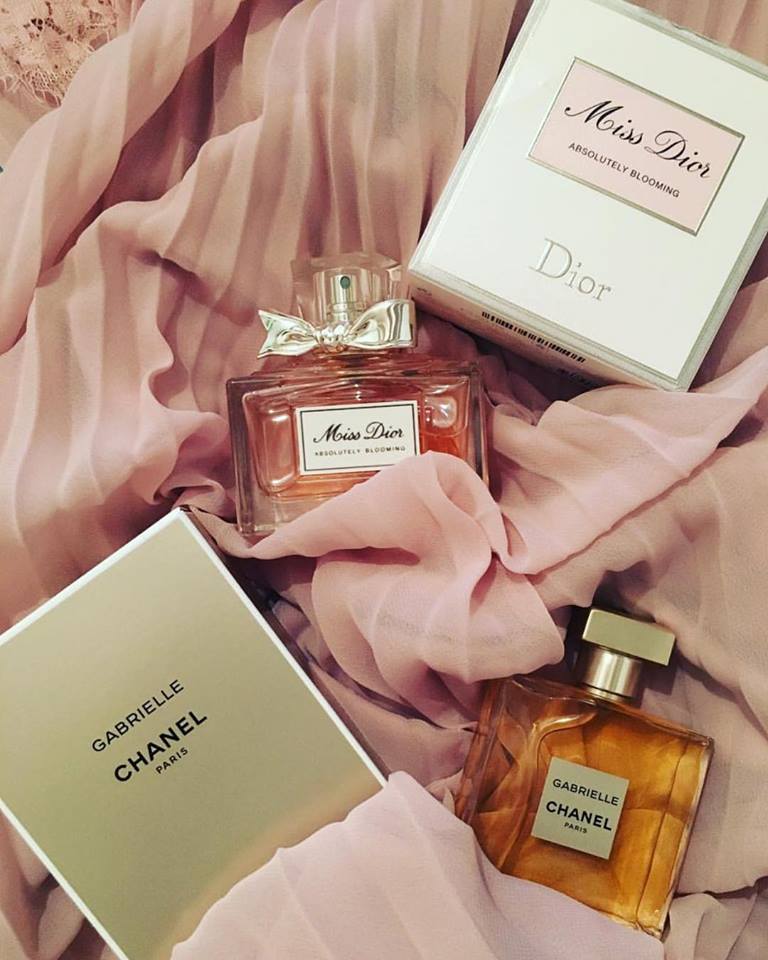 Miss Dior
ABSOLUTELY BLOOMING
Dior
Miss Dior
ABSOLUTELY BLOOMING
GABRIELLE
CHANEL
PARIS
GABRIELLE
CHANEL
PARIS